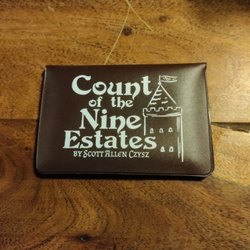 Count
of the
Nine
Estates
BY SCOTT ALLEN CZYSZ